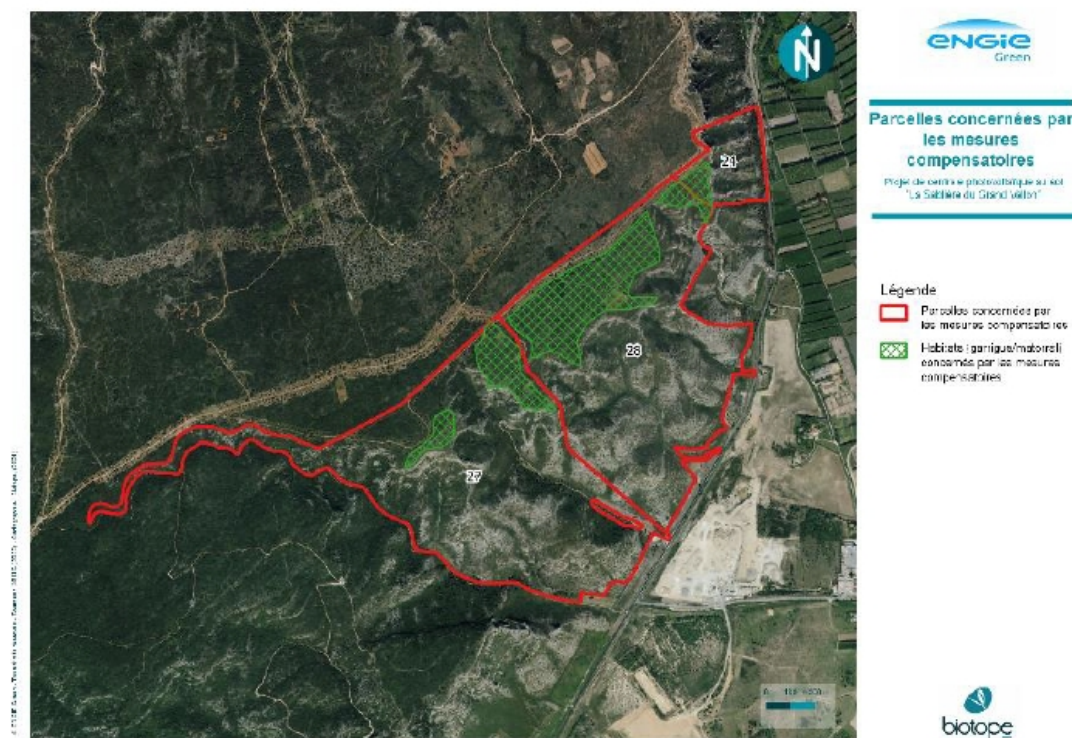 N
ENGIE
Green
Parcelles concernées par
les mesures
compensatoires
Projet de centrale photovoltaïque au sol
"La Sablière du Grand Vallon"
Légende
Parcelles concernées par
les mesures compensatoires
Habitats (garrigue/matorral)
concernés par les mesures
compensatoires
21
28
27
biotope